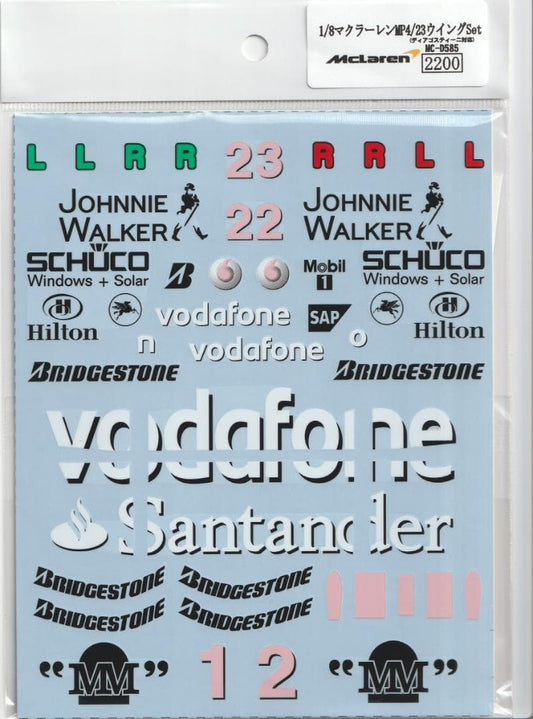 1/8マクラーレンMP4/23ウイングSet
(ディアゴスティーニ対応)
MC-D585
McLaren 2200
L L R R 23 R R L L
JOHNNIE WALKER
22
JOHNNIE WALKER
SCHÜCO
Windows + Solar
B
Mobil 1
SCHÜCO
Windows + Solar
Hilton
vodafone
SAP
Hilton
n vodafone o
BRIDGESTONE BRIDGESTONE
vodafone
Santander
BRIDGESTONE BRIDGESTONE
BRIDGESTONE BRIDGESTONE
“MM” 1 2 “MM”